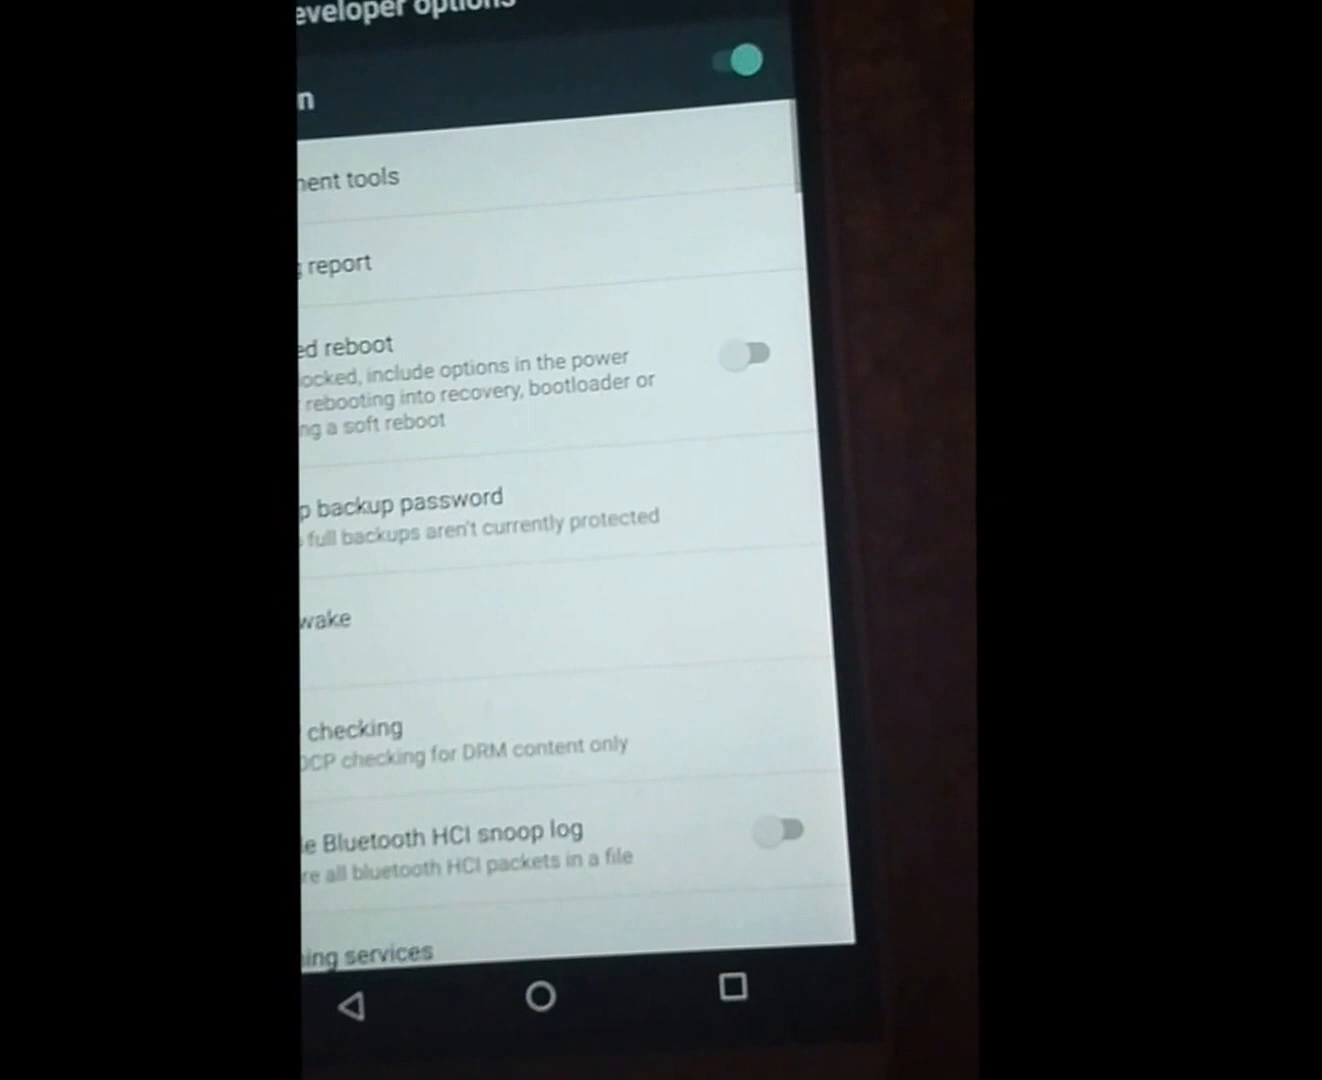 eveloper options
n
ent tools
report
ed reboot
ocked, include options in the power
rebooting into recovery, bootloader or
ng a soft reboot
p backup password
full backups aren't currently protected
wake
checking
CP checking for DRM content only
e Bluetooth HCI snoop log
re all bluetooth HCI packets in a file
ing services